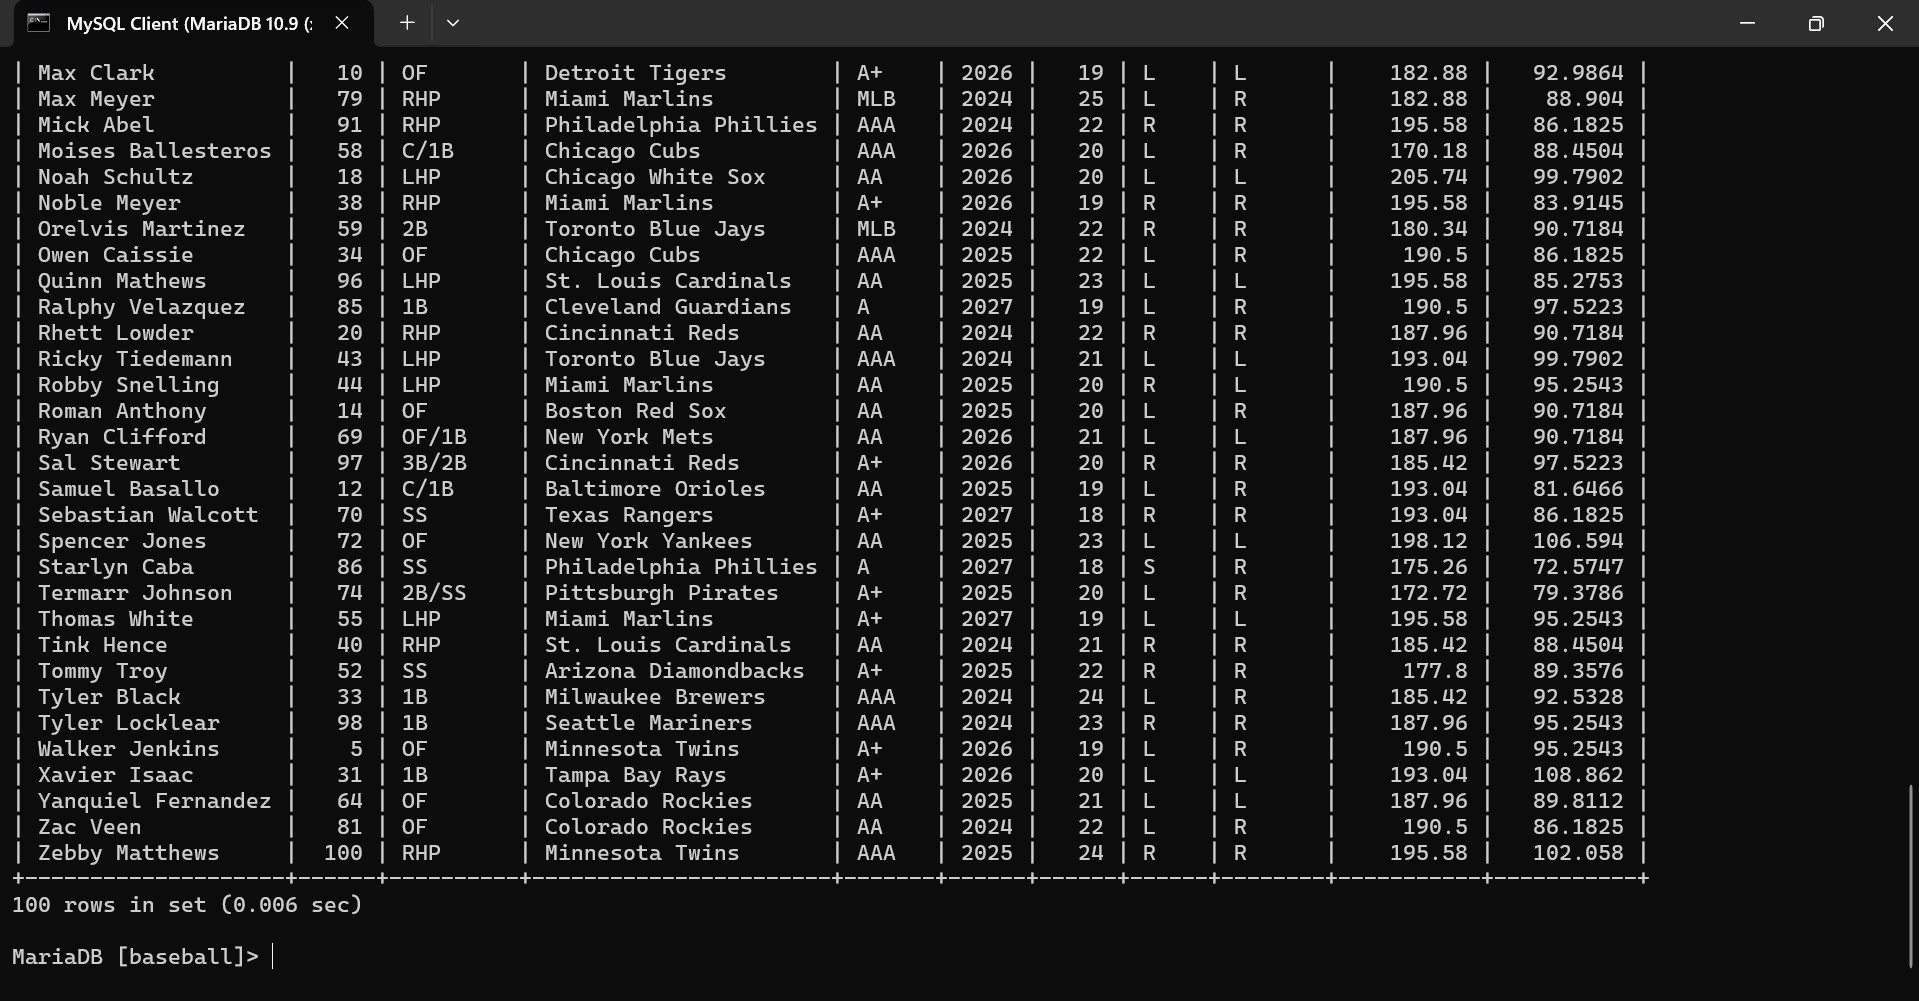 MySQL Client (MariaDB 10.9 (
| Max Clark           |   10 | OF       | Detroit Tigers        | A+    | 2026 |   19 | L    | L      |    182.88 |   92.9864 |
| Max Meyer           |   79 | RHP      | Miami Marlins         | MLB   | 2024 |   25 | L    | R      |    182.88 |    88.904 |
| Mick Abel           |   91 | RHP      | Philadelphia Phillies | AAA   | 2024 |   22 | R    | R      |    195.58 |   86.1825 |
| Moises Ballesteros  |   58 | C/1B     | Chicago Cubs          | AAA   | 2026 |   20 | L    | R      |    170.18 |   88.4504 |
| Noah Schultz        |   18 | LHP      | Chicago White Sox     | AA    | 2026 |   20 | L    | L      |    205.74 |   99.7902 |
| Noble Meyer         |   38 | RHP      | Miami Marlins         | A+    | 2026 |   19 | R    | R      |    195.58 |   83.9145 |
| Orelvis Martinez    |   59 | 2B       | Toronto Blue Jays     | MLB   | 2024 |   22 | R    | R      |    180.34 |   90.7184 |
| Owen Caissie        |   34 | OF       | Chicago Cubs          | AAA   | 2025 |   22 | L    | R      |     190.5 |   86.1825 |
| Quinn Mathews       |   96 | LHP      | St. Louis Cardinals   | AA    | 2025 |   23 | L    | L      |    195.58 |   85.2753 |
| Ralphy Velazquez    |   85 | 1B       | Cleveland Guardians   | A     | 2027 |   19 | L    | R      |     190.5 |   97.5223 |
| Rhett Lowder        |   20 | RHP      | Cincinnati Reds       | AA    | 2024 |   22 | R    | R      |    187.96 |   90.7184 |
| Ricky Tiedemann     |   43 | LHP      | Toronto Blue Jays     | AAA   | 2024 |   21 | L    | L      |    193.04 |   99.7902 |
| Robby Snelling      |   44 | LHP      | Miami Marlins         | AA    | 2025 |   20 | R    | L      |     190.5 |   95.2543 |
| Roman Anthony       |   14 | OF       | Boston Red Sox        | AA    | 2025 |   20 | L    | R      |    187.96 |   90.7184 |
| Ryan Clifford       |   69 | OF/1B    | New York Mets         | AA    | 2026 |   21 | L    | L      |    187.96 |   90.7184 |
| Sal Stewart         |   97 | 3B/2B    | Cincinnati Reds       | A+    | 2026 |   20 | R    | R      |    185.42 |   97.5223 |
| Samuel Basallo      |   12 | C/1B     | Baltimore Orioles     | AA    | 2025 |   19 | L    | R      |    193.04 |   81.6466 |
| Sebastian Walcott   |   70 | SS       | Texas Rangers         | A+    | 2027 |   18 | R    | R      |    193.04 |   86.1825 |
| Spencer Jones       |   72 | OF       | New York Yankees      | AA    | 2025 |   23 | L    | L      |    198.12 |   106.594 |
| Starlyn Caba        |   86 | SS       | Philadelphia Phillies | A     | 2027 |   18 | S    | R      |    175.26 |   72.5747 |
| Termarr Johnson     |   74 | 2B/SS    | Pittsburgh Pirates    | A+    | 2025 |   20 | L    | R      |    172.72 |   79.3786 |
| Thomas White        |   55 | LHP      | Miami Marlins         | A+    | 2027 |   19 | L    | L      |    195.58 |   95.2543 |
| Tink Hence          |   40 | RHP      | St. Louis Cardinals   | AA    | 2024 |   21 | R    | R      |    185.42 |   88.4504 |
| Tommy Troy          |   52 | SS       | Arizona Diamondbacks  | A+    | 2025 |   22 | R    | R      |     177.8 |   89.3576 |
| Tyler Black         |   33 | 1B       | Milwaukee Brewers     | AAA   | 2024 |   24 | L    | R      |    185.42 |   92.5328 |
| Tyler Locklear      |   98 | 1B       | Seattle Mariners      | AAA   | 2024 |   23 | R    | R      |    187.96 |   95.2543 |
| Walker Jenkins      |    5 | OF       | Minnesota Twins       | A+    | 2026 |   19 | L    | R      |     190.5 |   95.2543 |
| Xavier Isaac        |   31 | 1B       | Tampa Bay Rays        | A+    | 2026 |   20 | L    | L      |    193.04 |   108.862 |
| Yanquiel Fernandez  |   64 | OF       | Colorado Rockies      | AA    | 2025 |   21 | L    | L      |    187.96 |   89.8112 |
| Zac Veen            |   81 | OF       | Colorado Rockies      | AA    | 2024 |   22 | L    | R      |     190.5 |   86.1825 |
| Zebby Matthews      |  100 | RHP      | Minnesota Twins       | AAA   | 2025 |   24 | R    | R      |    195.58 |   102.058 |
+---------------------+------+----------+-----------------------+-------+------+------+------+--------+-----------+-----------+
100 rows in set (0.006 sec)
MariaDB [baseball]>